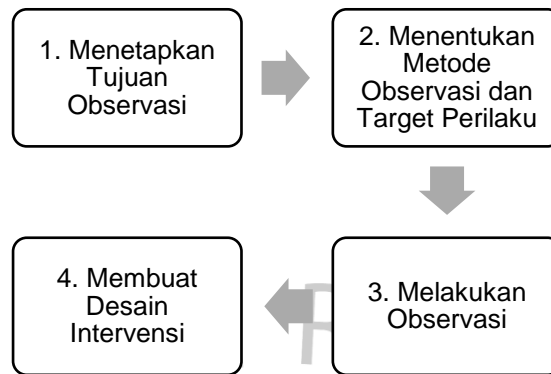 1. Menetapkan
Tujuan
Observasi
2. Menentukan
Metode
Observasi dan
Target Perilaku
3. Melakukan
Observasi
4. Membuat
Desain
Intervensi